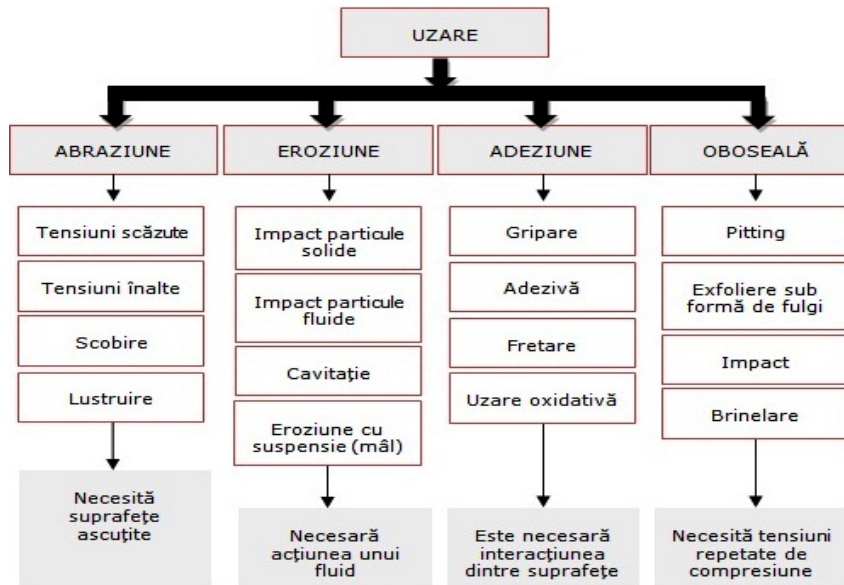 UZARE
ABRAZIUNE
EROZIUNE
ADEZIUNE
OBOSEALĂ
Tensiuni scăzute
Tensiuni înalte
Scobire
Lustruire
Necesită
suprafețe
ascuțite
Impact particule
solide
Impact particule
fluide
Cavitație
Eroziune cu
suspensie (mâl)
Necesară
acțiunea unui
fluid
Gripare
Adezivă
Fretare
Uzare oxidativă
Este necesară
interacțiunea
dintre suprafețe
Pitting
Exfoliere sub
formă de fulgi
Impact
Brinelare
Necesită tensiuni
repetate de
compresiune